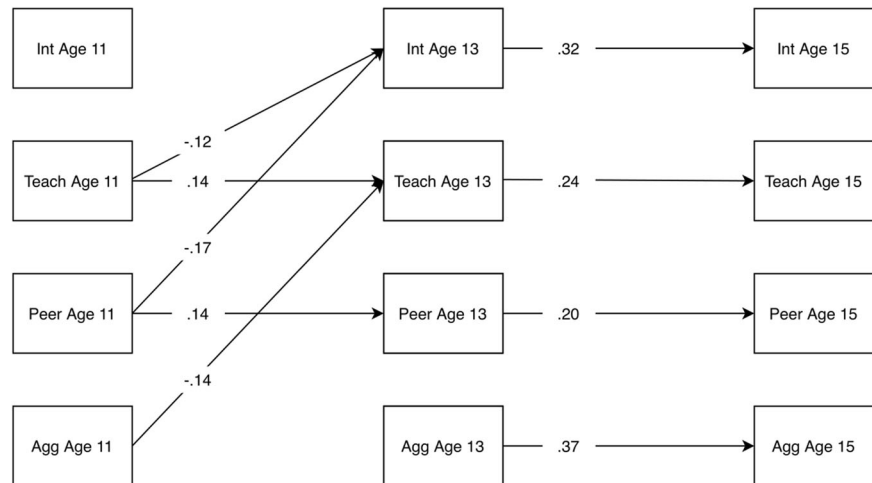 Int Age 11
Int Age 13
.32
Int Age 15
-.12
Teach Age 11
.14
Teach Age 13
.24
Teach Age 15
-.17
Peer Age 11
.14
Peer Age 13
.20
Peer Age 15
-.14
Agg Age 11
Agg Age 13
.37
Agg Age 15